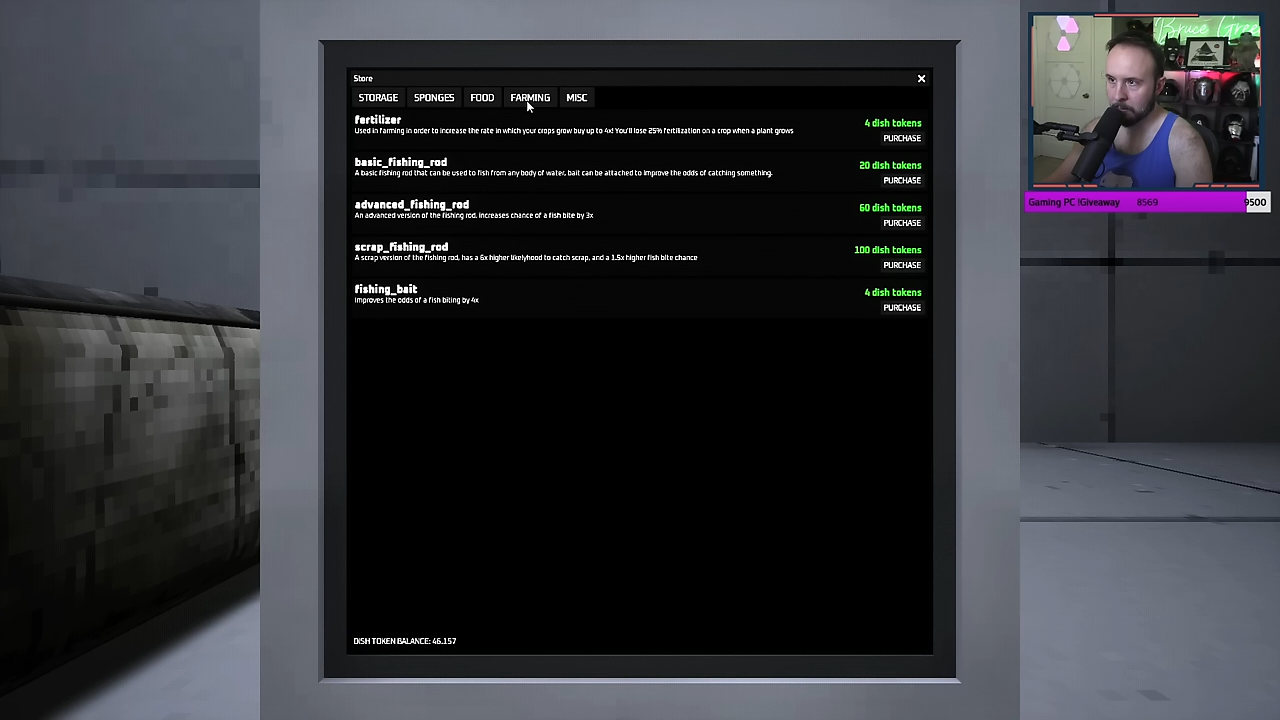 Store
STORAGE SPONGES FOOD FARMING MISC
fertilizer
Used in farming in order to increase the rate in which your crops grow buy up to 4x! You'll lose 25% fertilization on a crop when a plant grows
4 dish tokens
PURCHASE
basic_fishing_rod
A basic fishing rod that can be used to fish from any body of water, bait can be attached to improve the odds of catching something.
20 dish tokens
PURCHASE
advanced_fishing_rod
An advanced version of the fishing rod, increases chance of a fish bite by 3x
60 dish tokens
PURCHASE
scrap_fishing_rod
A scrap version of the fishing rod, has a 6x higher likelyhood to catch scrap, and a 1.5x higher fish bite chance
100 dish tokens
PURCHASE
fishing_bait
Improves the odds of a fish biting by 4x
4 dish tokens
PURCHASE
DISH TOKEN BALANCE: 46.157
Bruce Gree
Gaming PC !Giveaway 8569 9500